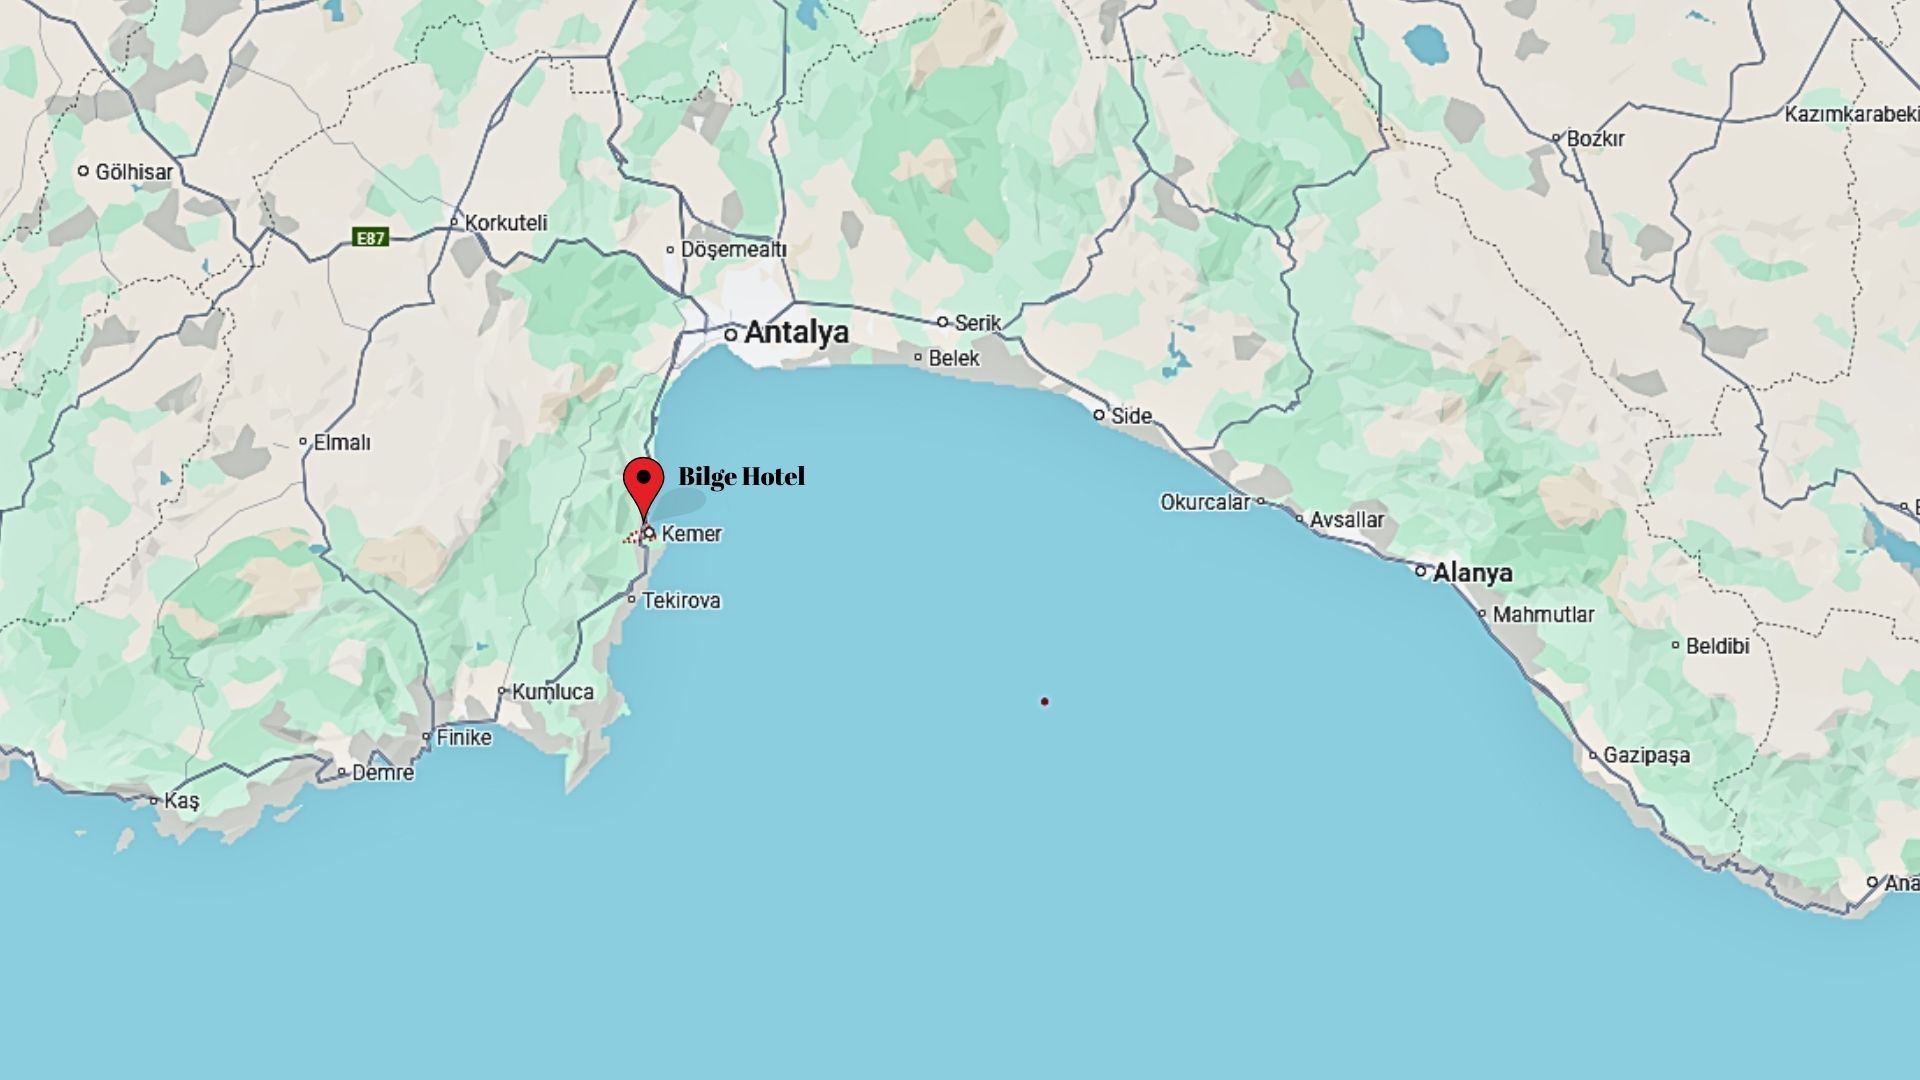 Kazımkarabeki
Bozkır
Gölhisar
Korkuteli
E87
Döşemealtı
Antalya
Serik
Belek
Side
Elmalı
Bilge Hotel
Okurcalar
Avsallar
Kemer
Alanya
Tekirova
Mahmutlar
Beldibi
Kumluca
Finike
Gazipaşa
Demre
Kaş
Ana